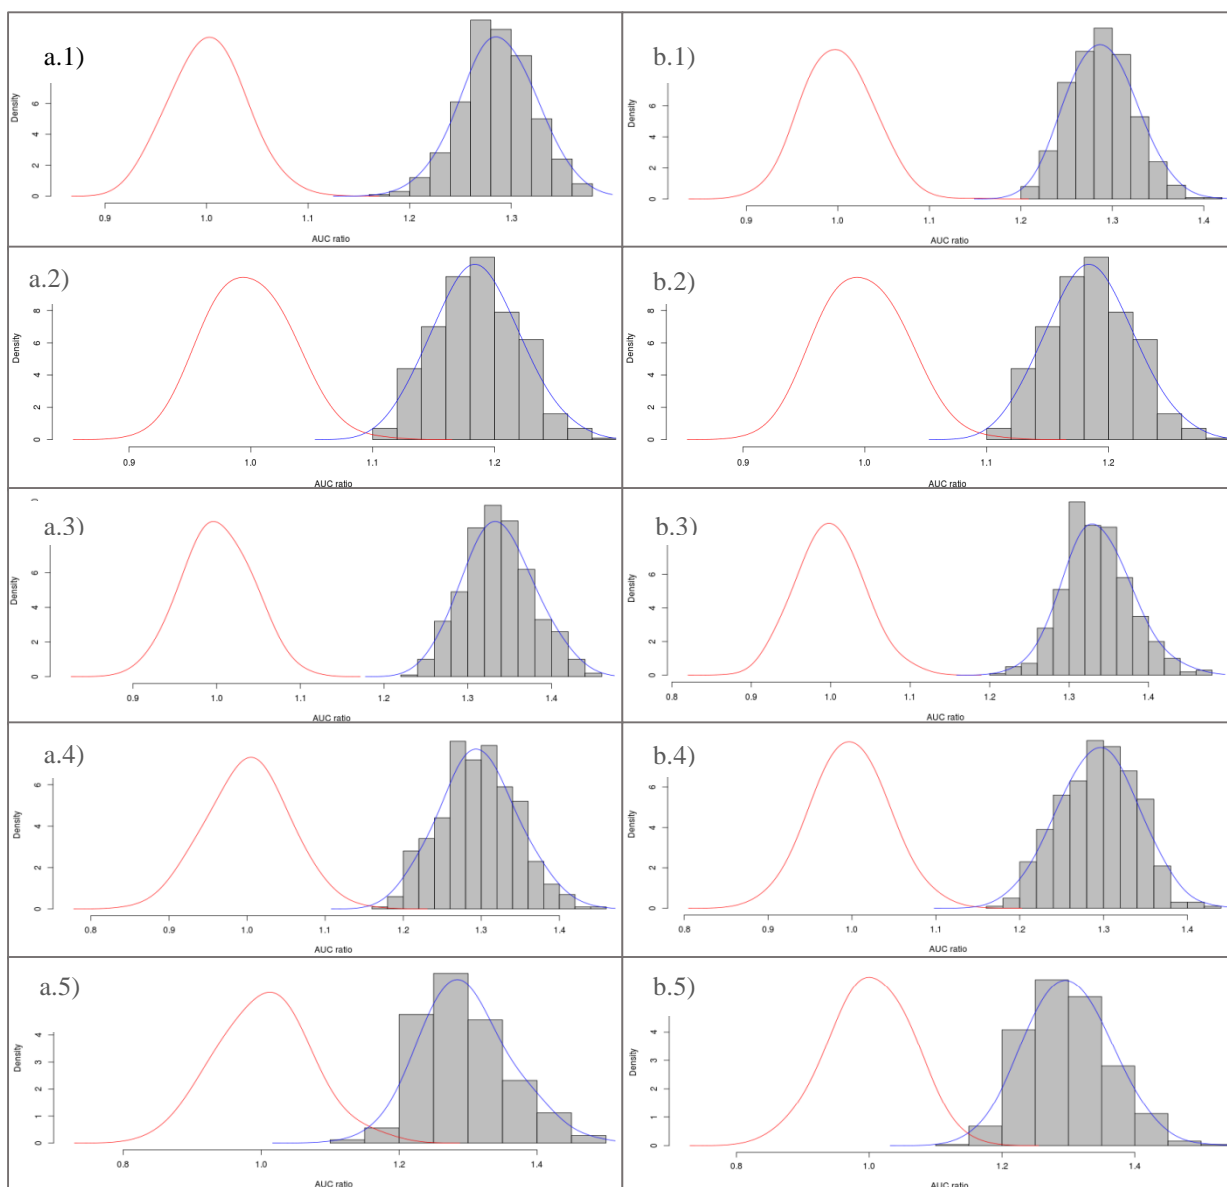 a.1)
Density
0 2 4 6
0.9 1.0 1.1 1.2 1.3
AUC ratio
b.1)
Density
0 2 4 6
0.9 1.0 1.1 1.2 1.3 1.4
AUC ratio
a.2)
Density
0 2 4 6 8
0.9 1.0 1.1 1.2
AUC ratio
b.2)
Density
0 2 4 6 8
0.9 1.0 1.1 1.2
AUC ratio
a.3)
Density
0 2 4 6
0.9 1.0 1.1 1.2 1.3 1.4
AUC ratio
b.3)
Density
0 2 4 6
0.8 0.9 1.0 1.1 1.2 1.3 1.4
AUC ratio
a.4)
Density
0 2 4 6
0.8 0.9 1.0 1.1 1.2 1.3 1.4
AUC ratio
b.4)
Density
0 2 4 6
0.8 0.9 1.0 1.1 1.2 1.3 1.4
AUC ratio
a.5)
Density
0 1 2 3 4
0.8 1.0 1.2 1.4
AUC ratio
b.5)
Density
0 1 2 3 4
0.8 1.0 1.2 1.4
AUC ratio